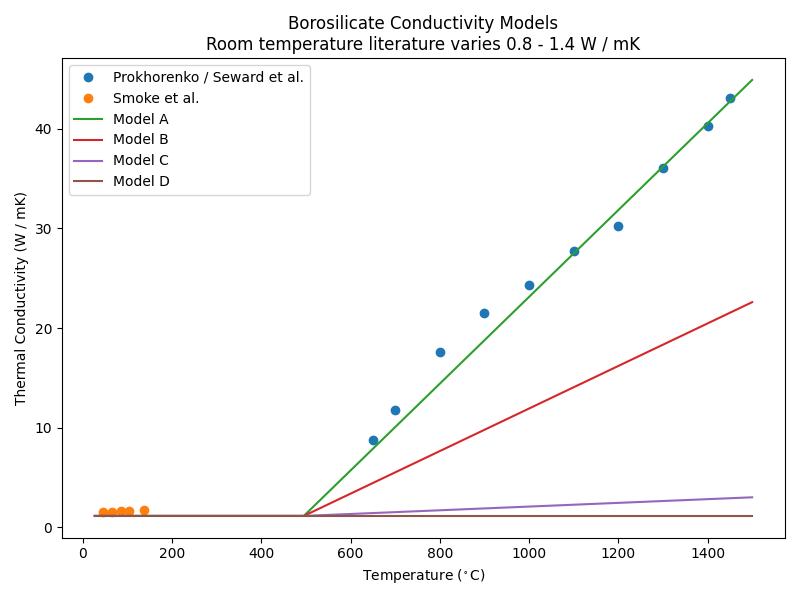 Borosilicate Conductivity Models
Room temperature literature varies 0.8 - 1.4 W / mK
Prokhorenko / Seward et al.
Smoke et al.
Model A
Model B
Model C
Model D
Thermal Conductivity (W / mK)
40
30
20
10
0
0 200 400 600 800 1000 1200 1400
Temperature (°C)